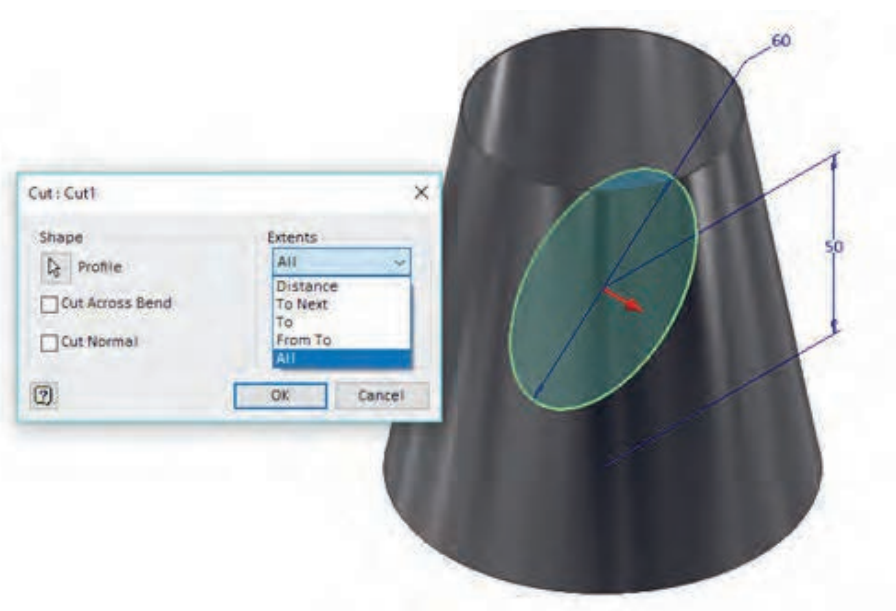 Cut : Cut1
Shape
Profile
Cut Across Bend
Cut Normal
Extents
All
Distance
To Next
To
From To
All
OK
Cancel
60
50